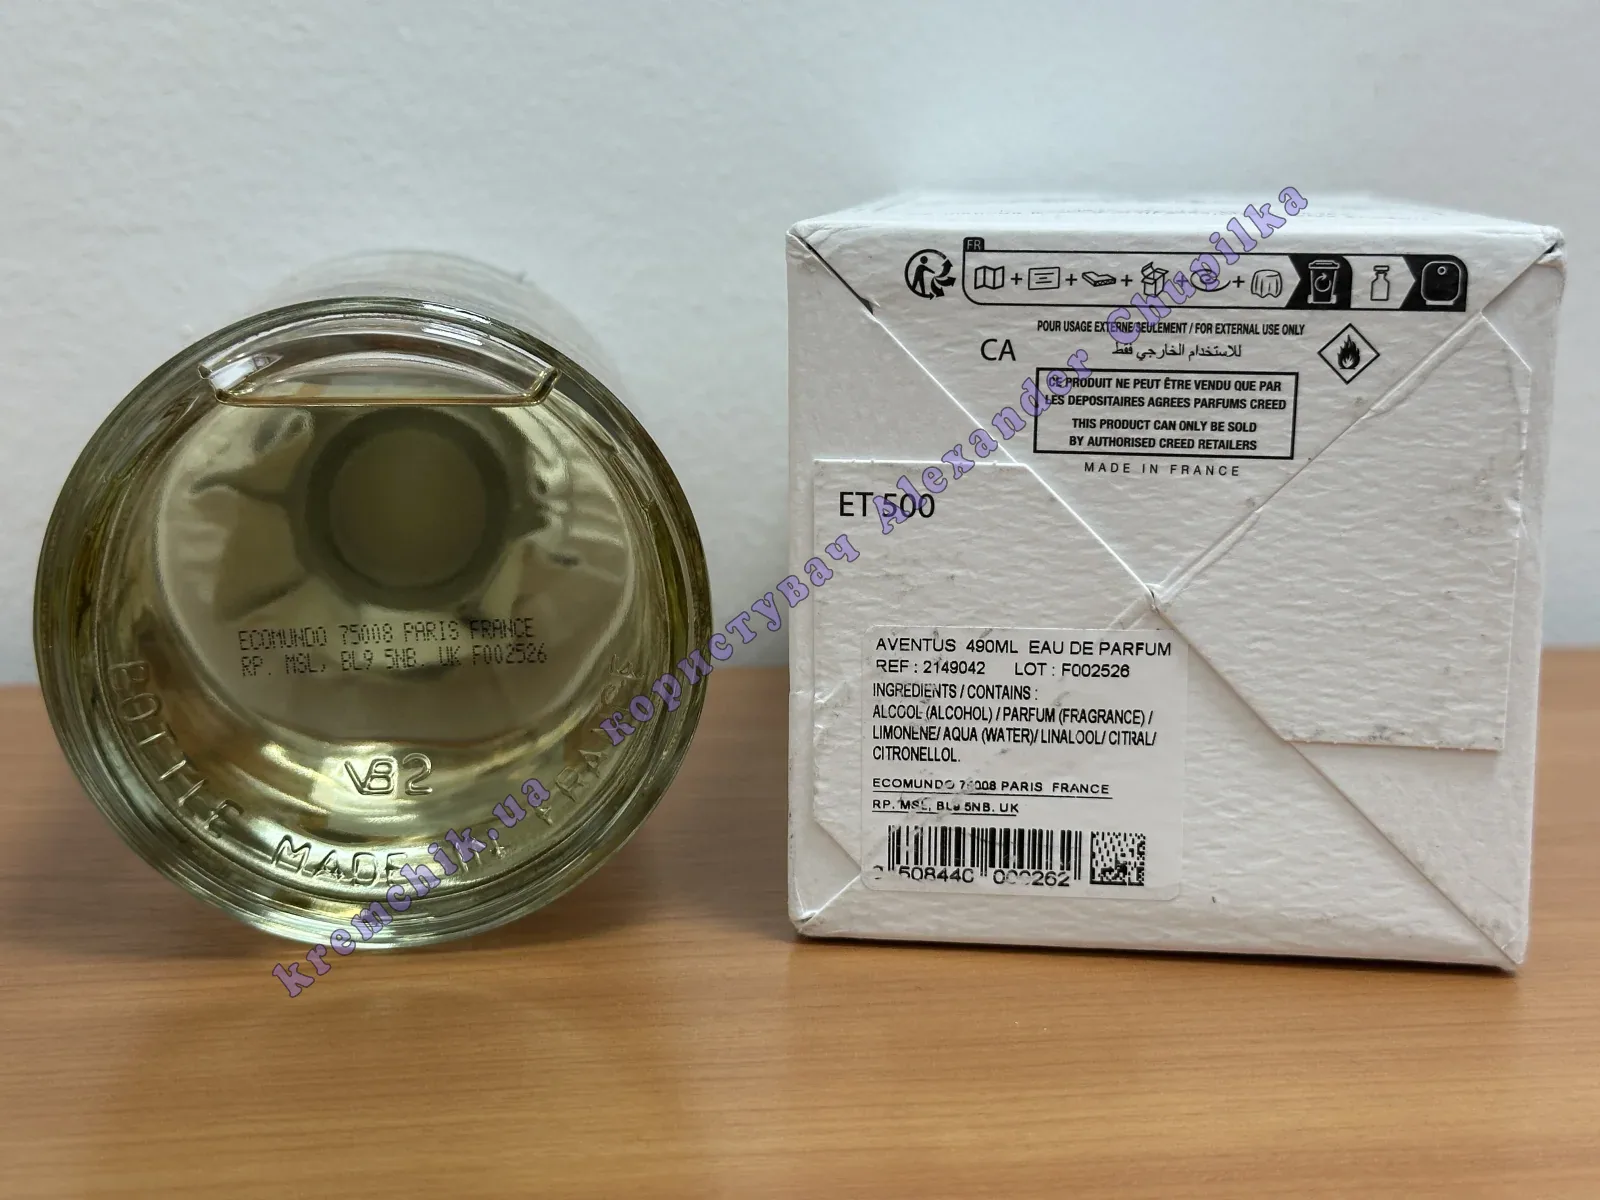 ECOMUNDO 75008 PARIS FRANCE
RP. MSL, BL9 5NB. UK F002526
VB2
BOTTLE MADE IN FRANCE
FR
POUR USAGE EXTERNE SEULEMENT / FOR EXTERNAL USE ONLY
CA
للاستخدام الخارجي فقط
CE PRODUIT NE PEUT ÊTRE VENDU QUE PAR
LES DEPOSITAIRES AGREES PARFUMS CREED
THIS PRODUCT CAN ONLY BE SOLD
BY AUTHORISED CREED RETAILERS
MADE IN FRANCE
ET 500
AVENTUS 490ML EAU DE PARFUM
REF : 2149042 LOT : F002526
INGREDIENTS / CONTAINS :
ALCOOL (ALCOHOL) / PARFUM (FRAGRANCE) /
LIMONENE/ AQUA (WATER)/ LINALOOL/ CITRAL/
CITRONELLOL.
ECOMUNDO 75008 PARIS FRANCE
RP. MSL, BL9 5NB. UK
508440 000262
kremchik.ua користувач Alexander Chupilka